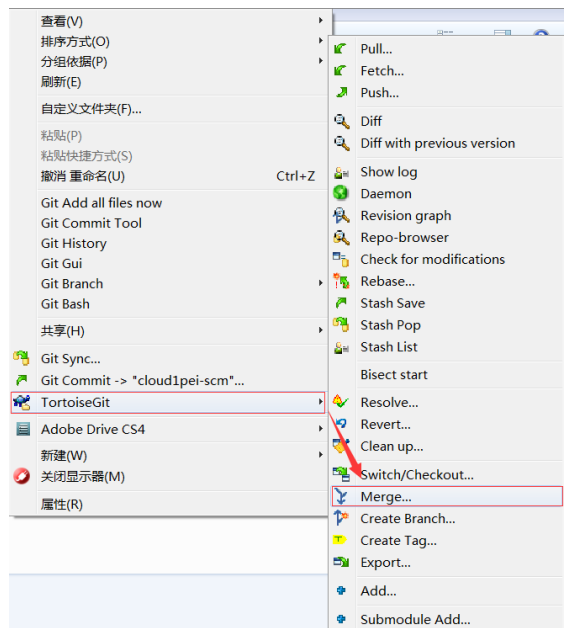 查看(V)
排序方式(O)
分组依据(P)
刷新(E)
自定义文件夹(F)...
粘贴(P)
粘贴快捷方式(S)
撤消 重命名(U) Ctrl+Z
Git Add all files now
Git Commit Tool
Git History
Git Gui
Git Branch
Git Bash
共享(H)
Git Sync...
Git Commit -> "cloud1pei-scm"...
TortoiseGit
Adobe Drive CS4
新建(W)
关闭显示器(M)
属性(R)
Pull...
Fetch...
Push...
Diff
Diff with previous version
Show log
Daemon
Revision graph
Repo-browser
Check for modifications
Rebase...
Stash Save
Stash Pop
Stash List
Bisect start
Resolve...
Revert...
Clean up...
Switch/Checkout...
Merge...
Create Branch...
Create Tag...
Export...
Add...
Submodule Add...